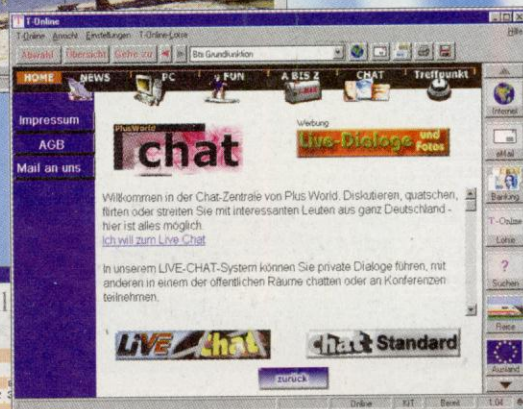 T-Online
T-Online Ansicht Einstellungen T-Online-Lotse
Hilfe
Abwahl Übersicht Gehe zu Btx Grundfunktion
HOME NEWS PC FUN A BIS Z CHAT Treffpunkt
Impressum
AGB
Mail an uns
PlusWorld
chat
Werbung
Live-Dialoge und Fotos
Willkommen in der Chat-Zentrale von Plus World. Diskutieren, quatschen,
flirten oder streiten Sie mit interessanten Leuten aus ganz Deutschland -
hier ist alles möglich.
Ich will zum Live Chat
In unserem LIVE-CHAT-System können Sie private Dialoge führen, mit
anderen in einem der öffentlichen Räume chatten oder an Konferenzen
teilnehmen.
LiVE chat
chat Standard
zurück
Internet
eMail
Banking
T-Online
Lotse
?
Suchen
Reise
Ausland
Online KIT Bereit 1.04